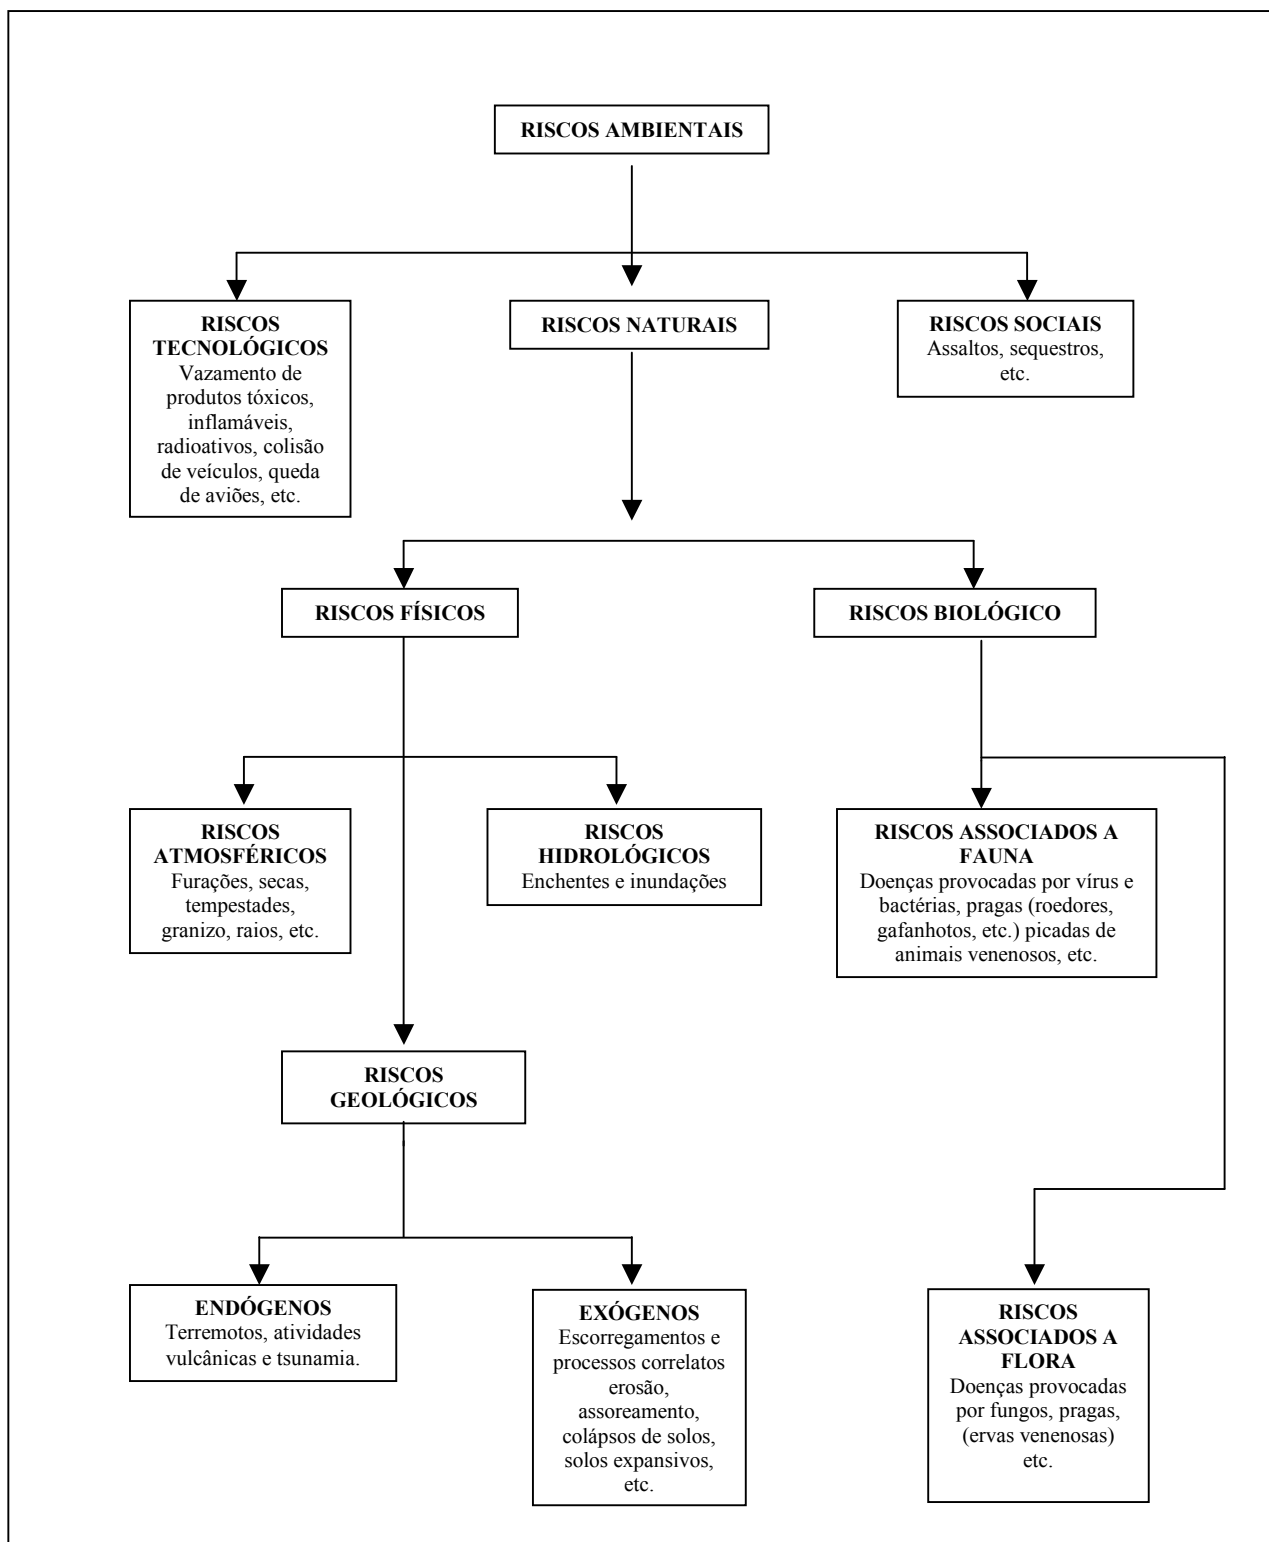 RISCOS AMBIENTAIS
RISCOS
TECNOLÓGICOS
Vazamento de
produtos tóxicos,
inflamáveis,
radioativos, colisão
de veículos, queda
de aviões, etc.
RISCOS NATURAIS
RISCOS SOCIAIS
Assaltos, sequestros,
etc.
RISCOS FÍSICOS
RISCOS BIOLÓGICO
RISCOS
ATMOSFÉRICOS
Furações, secas,
tempestades,
granizo, raios, etc.
RISCOS
HIDROLÓGICOS
Enchentes e inundações
RISCOS ASSOCIADOS A
FAUNA
Doenças provocadas por vírus e
bactérias, pragas (roedores,
gafanhotos, etc.) picadas de
animais venenosos, etc.
RISCOS
GEOLÓGICOS
ENDÓGENOS
Terremotos, atividades
vulcânicas e tsunamia.
EXÓGENOS
Escorregamentos e
processos correlatos
erosão,
assoreamento,
colápsos de solos,
solos expansivos,
etc.
RISCOS
ASSOCIADOS A
FLORA
Doenças provocadas
por fungos, pragas,
(ervas venenosas)
etc.